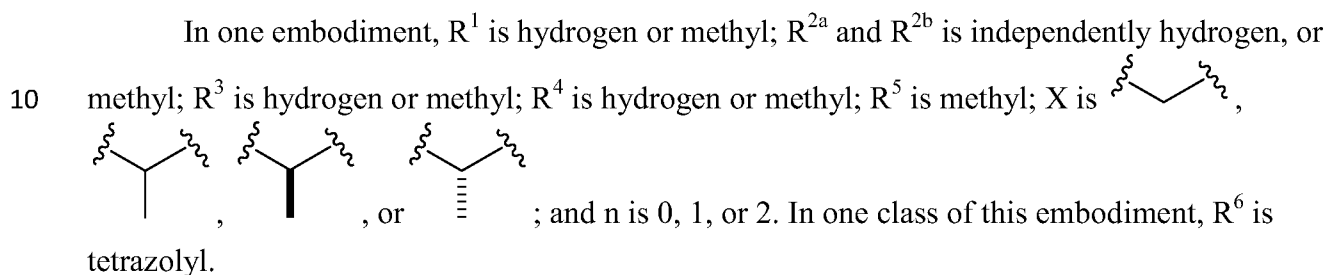 In one embodiment, R¹ is hydrogen or methyl; R²ᵃ and R²ᵇ is independently hydrogen, or
10 methyl; R³ is hydrogen or methyl; R⁴ is hydrogen or methyl; R⁵ is methyl; X is ,
, , or ; and n is 0, 1, or 2. In one class of this embodiment, R⁶ is
tetrazolyl.